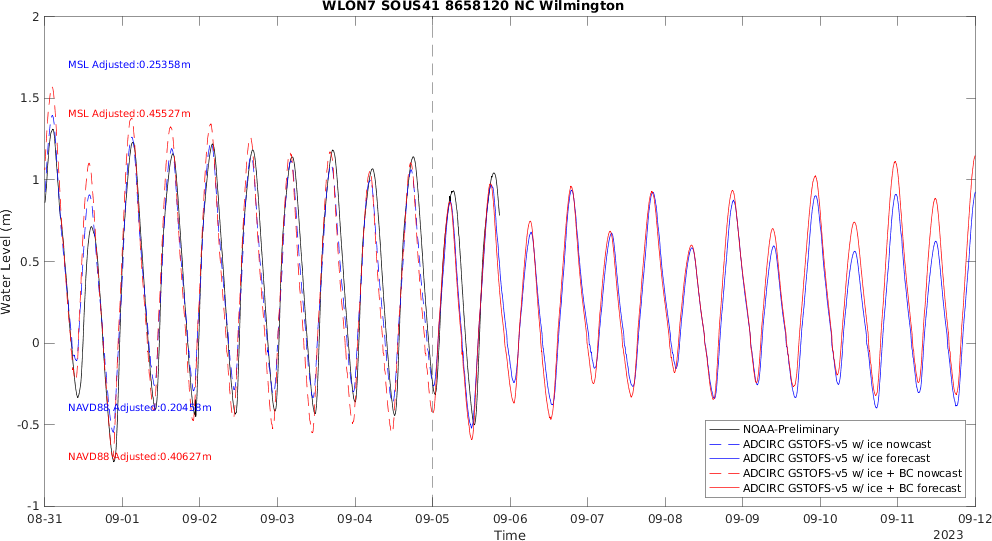 WLON7 SOUS41 8658120 NC Wilmington
2
1.5
1
0.5
0
-0.5
-1
Water Level (m)
MSL Adjusted:0.25358m
MSL Adjusted:0.45527m
NAVD88 Adjusted:0.20458m
NAVD88 Adjusted:0.40627m
NOAA-Preliminary
ADCIRC GSTOFS-v5 w/ ice nowcast
ADCIRC GSTOFS-v5 w/ ice forecast
ADCIRC GSTOFS-v5 w/ ice + BC nowcast
ADCIRC GSTOFS-v5 w/ ice + BC forecast
08-31 09-01 09-02 09-03 09-04 09-05 09-06 09-07 09-08 09-09 09-10 09-11 09-12
Time
2023